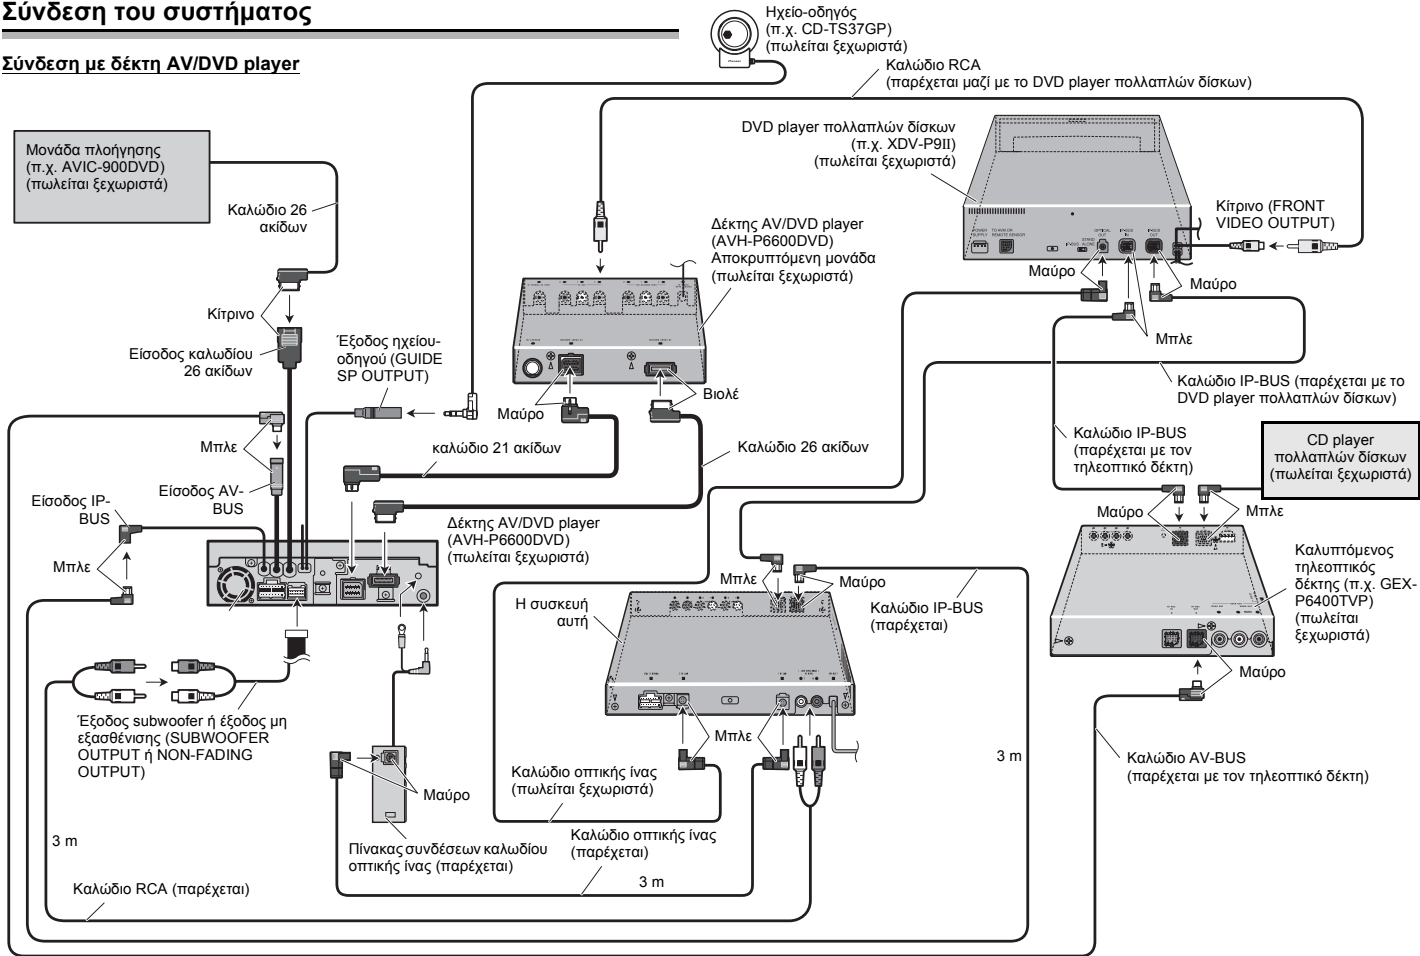 Σύνδεση του συστήματος
Σύνδεση με δέκτη AV/DVD player
Ηχείο-οδηγός
(π.χ. CD-TS37GP)
(πωλείται ξεχωριστά)
Καλώδιο RCA
(παρέχεται μαζί με το DVD player πολλαπλών δίσκων)
Μονάδα πλοήγησης
(π.χ. AVIC-900DVD)
(πωλείται ξεχωριστά)
Καλώδιο 26
ακίδων
DVD player πολλαπλών δίσκων
(π.χ. XDV-P9II)
(πωλείται ξεχωριστά)
Δέκτης AV/DVD player
(AVH-P6600DVD)
Αποκρυπτόμενη μονάδα
(πωλείται ξεχωριστά)
Κίτρινο (FRONT
VIDEO OUTPUT)
Μαύρο
Μαύρο
Μπλε
Κίτρινο
Είσοδος καλωδίου
26 ακίδων
Έξοδος ηχείου-
οδηγού (GUIDE
SP OUTPUT)
Μαύρο
Βιολέ
Καλώδιο IP-BUS (παρέχεται με το
DVD player πολλαπλών δίσκων)
Μπλε
καλώδιο 21 ακίδων
Καλώδιο 26 ακίδων
Καλώδιο IP-BUS
(παρέχεται με τον
τηλεοπτικό δέκτη)
CD player
πολλαπλών δίσκων
(πωλείται ξεχωριστά)
Είσοδος AV-
BUS
Είσοδος IP-
BUS
Μπλε
Δέκτης AV/DVD player
(AVH-P6600DVD)
(πωλείται ξεχωριστά)
Μαύρο
Μπλε
Μπλε
Μαύρο
Η συσκευή
αυτή
Καλώδιο IP-BUS
(παρέχεται)
Καλυπτόμενος
τηλεοπτικός
δέκτης (π.χ. GEX-
P6400TVP)
(πωλείται
ξεχωριστά)
Μαύρο
Έξοδος subwoofer ή έξοδος μη
εξασθένισης (SUBWOOFER
OUTPUT ή NON-FADING
OUTPUT)
Μπλε
Μαύρο
Καλώδιο οπτικής ίνας
(πωλείται ξεχωριστά)
3 m
Καλώδιο AV-BUS
(παρέχεται με τον τηλεοπτικό δέκτη)
3 m
Πίνακας συνδέσεων καλωδίου
οπτικής ίνας (παρέχεται)
Καλώδιο οπτικής ίνας
(παρέχεται)
3 m
Καλώδιο RCA (παρέχεται)